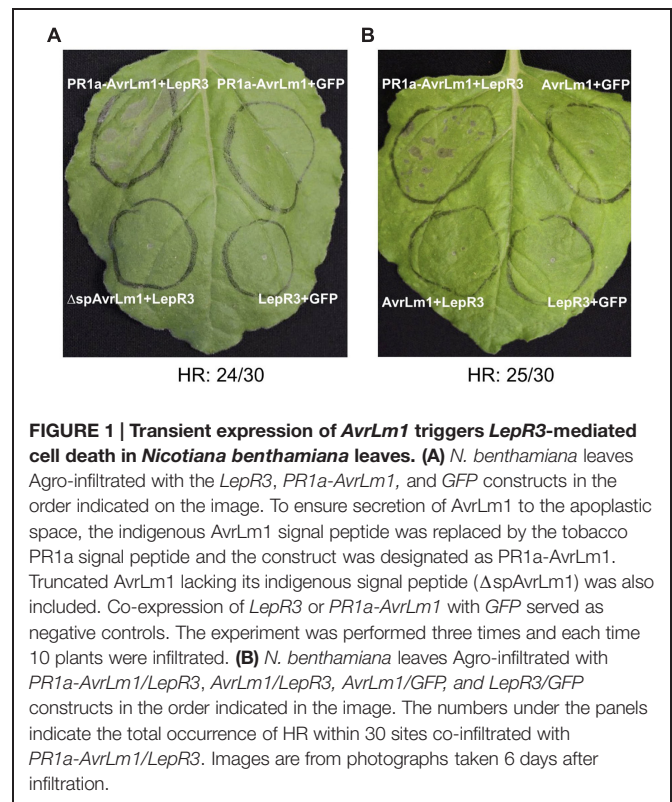 A
B
PR1a-AvrLm1+LepR3 PR1a-AvrLm1+GFP
ΔspAvrLm1+LepR3 LepR3+GFP
PR1a-AvrLm1+LepR3 AvrLm1+GFP
AvrLm1+LepR3 LepR3+GFP
HR: 24/30
HR: 25/30
FIGURE 1 | Transient expression of AvrLm1 triggers LepR3-mediated
cell death in Nicotiana benthamiana leaves. (A) N. benthamiana leaves
Agro-infiltrated with the LepR3, PR1a-AvrLm1, and GFP constructs in the
order indicated on the image. To ensure secretion of AvrLm1 to the apoplastic
space, the indigenous AvrLm1 signal peptide was replaced by the tobacco
PR1a signal peptide and the construct was designated as PR1a-AvrLm1.
Truncated AvrLm1 lacking its indigenous signal peptide (ΔspAvrLm1) was also
included. Co-expression of LepR3 or PR1a-AvrLm1 with GFP served as
negative controls. The experiment was performed three times and each time
10 plants were infiltrated. (B) N. benthamiana leaves Agro-infiltrated with
PR1a-AvrLm1/LepR3, AvrLm1/LepR3, AvrLm1/GFP, and LepR3/GFP
constructs in the order indicated in the image. The numbers under the panels
indicate the total occurrence of HR within 30 sites co-infiltrated with
PR1a-AvrLm1/LepR3. Images are from photographs taken 6 days after
infiltration.